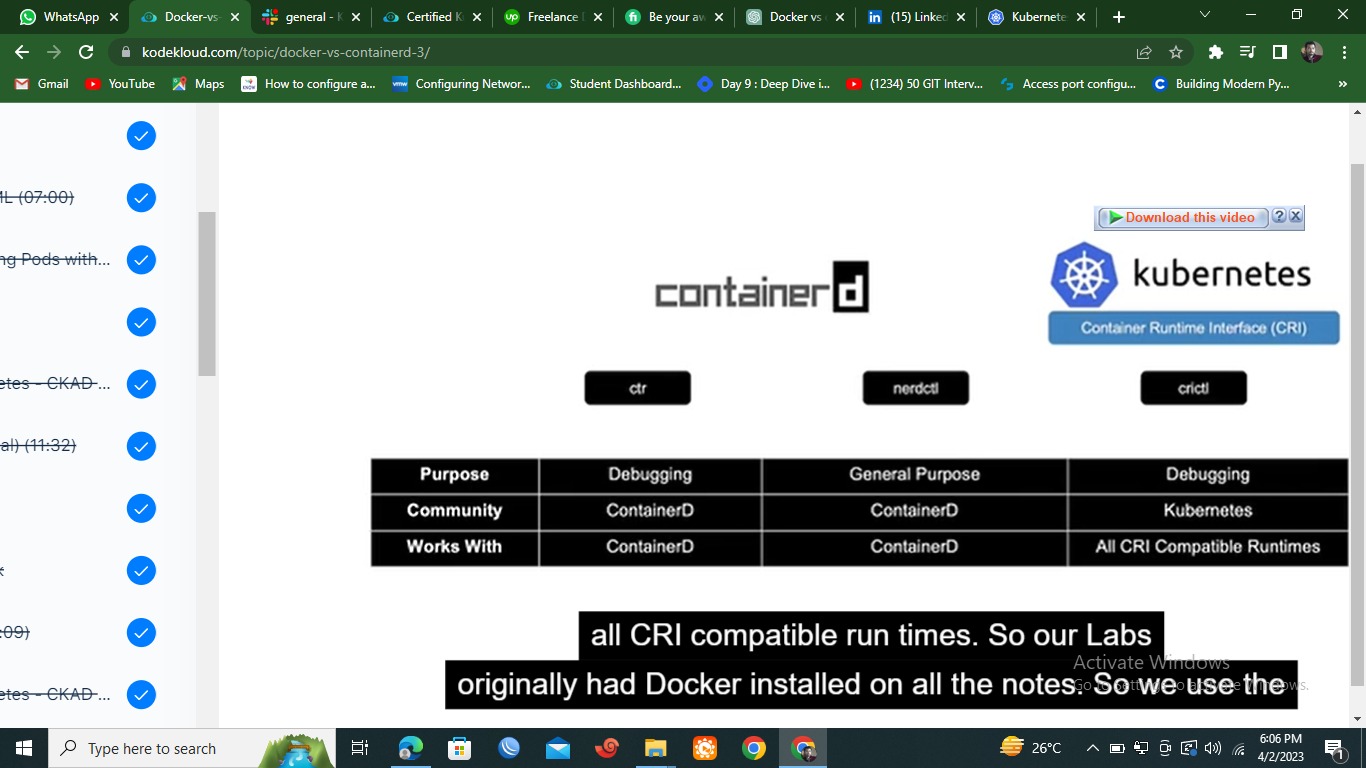 WhatsApp
Docker-vs-
general - K
Certified K
Freelance
Be your aw
Docker vs
(15) Linked
Kubernete
kodekloud.com/topic/docker-vs-containerd-3/
Gmail
YouTube
Maps
How to configure a...
Configuring Networ...
Student Dashboard...
Day 9 : Deep Dive i...
(1234) 50 GIT Interv...
Access port configu...
Building Modern Py...
»
(07:00)
ng Pods with...
etes - CKAD ...
al) (11:32)
:09)
etes - CKAD ...
Download this video
containerd
kubernetes
Container Runtime Interface (CRI)
ctr nerdctl crictl
Purpose Debugging General Purpose Debugging
Community ContainerD ContainerD Kubernetes
Works With ContainerD ContainerD All CRI Compatible Runtimes
all CRI compatible run times. So our Labs
originally had Docker installed on all the notes. So we use the
Activate Windows
Type here to search
26°C
6:06 PM
4/2/2023
1